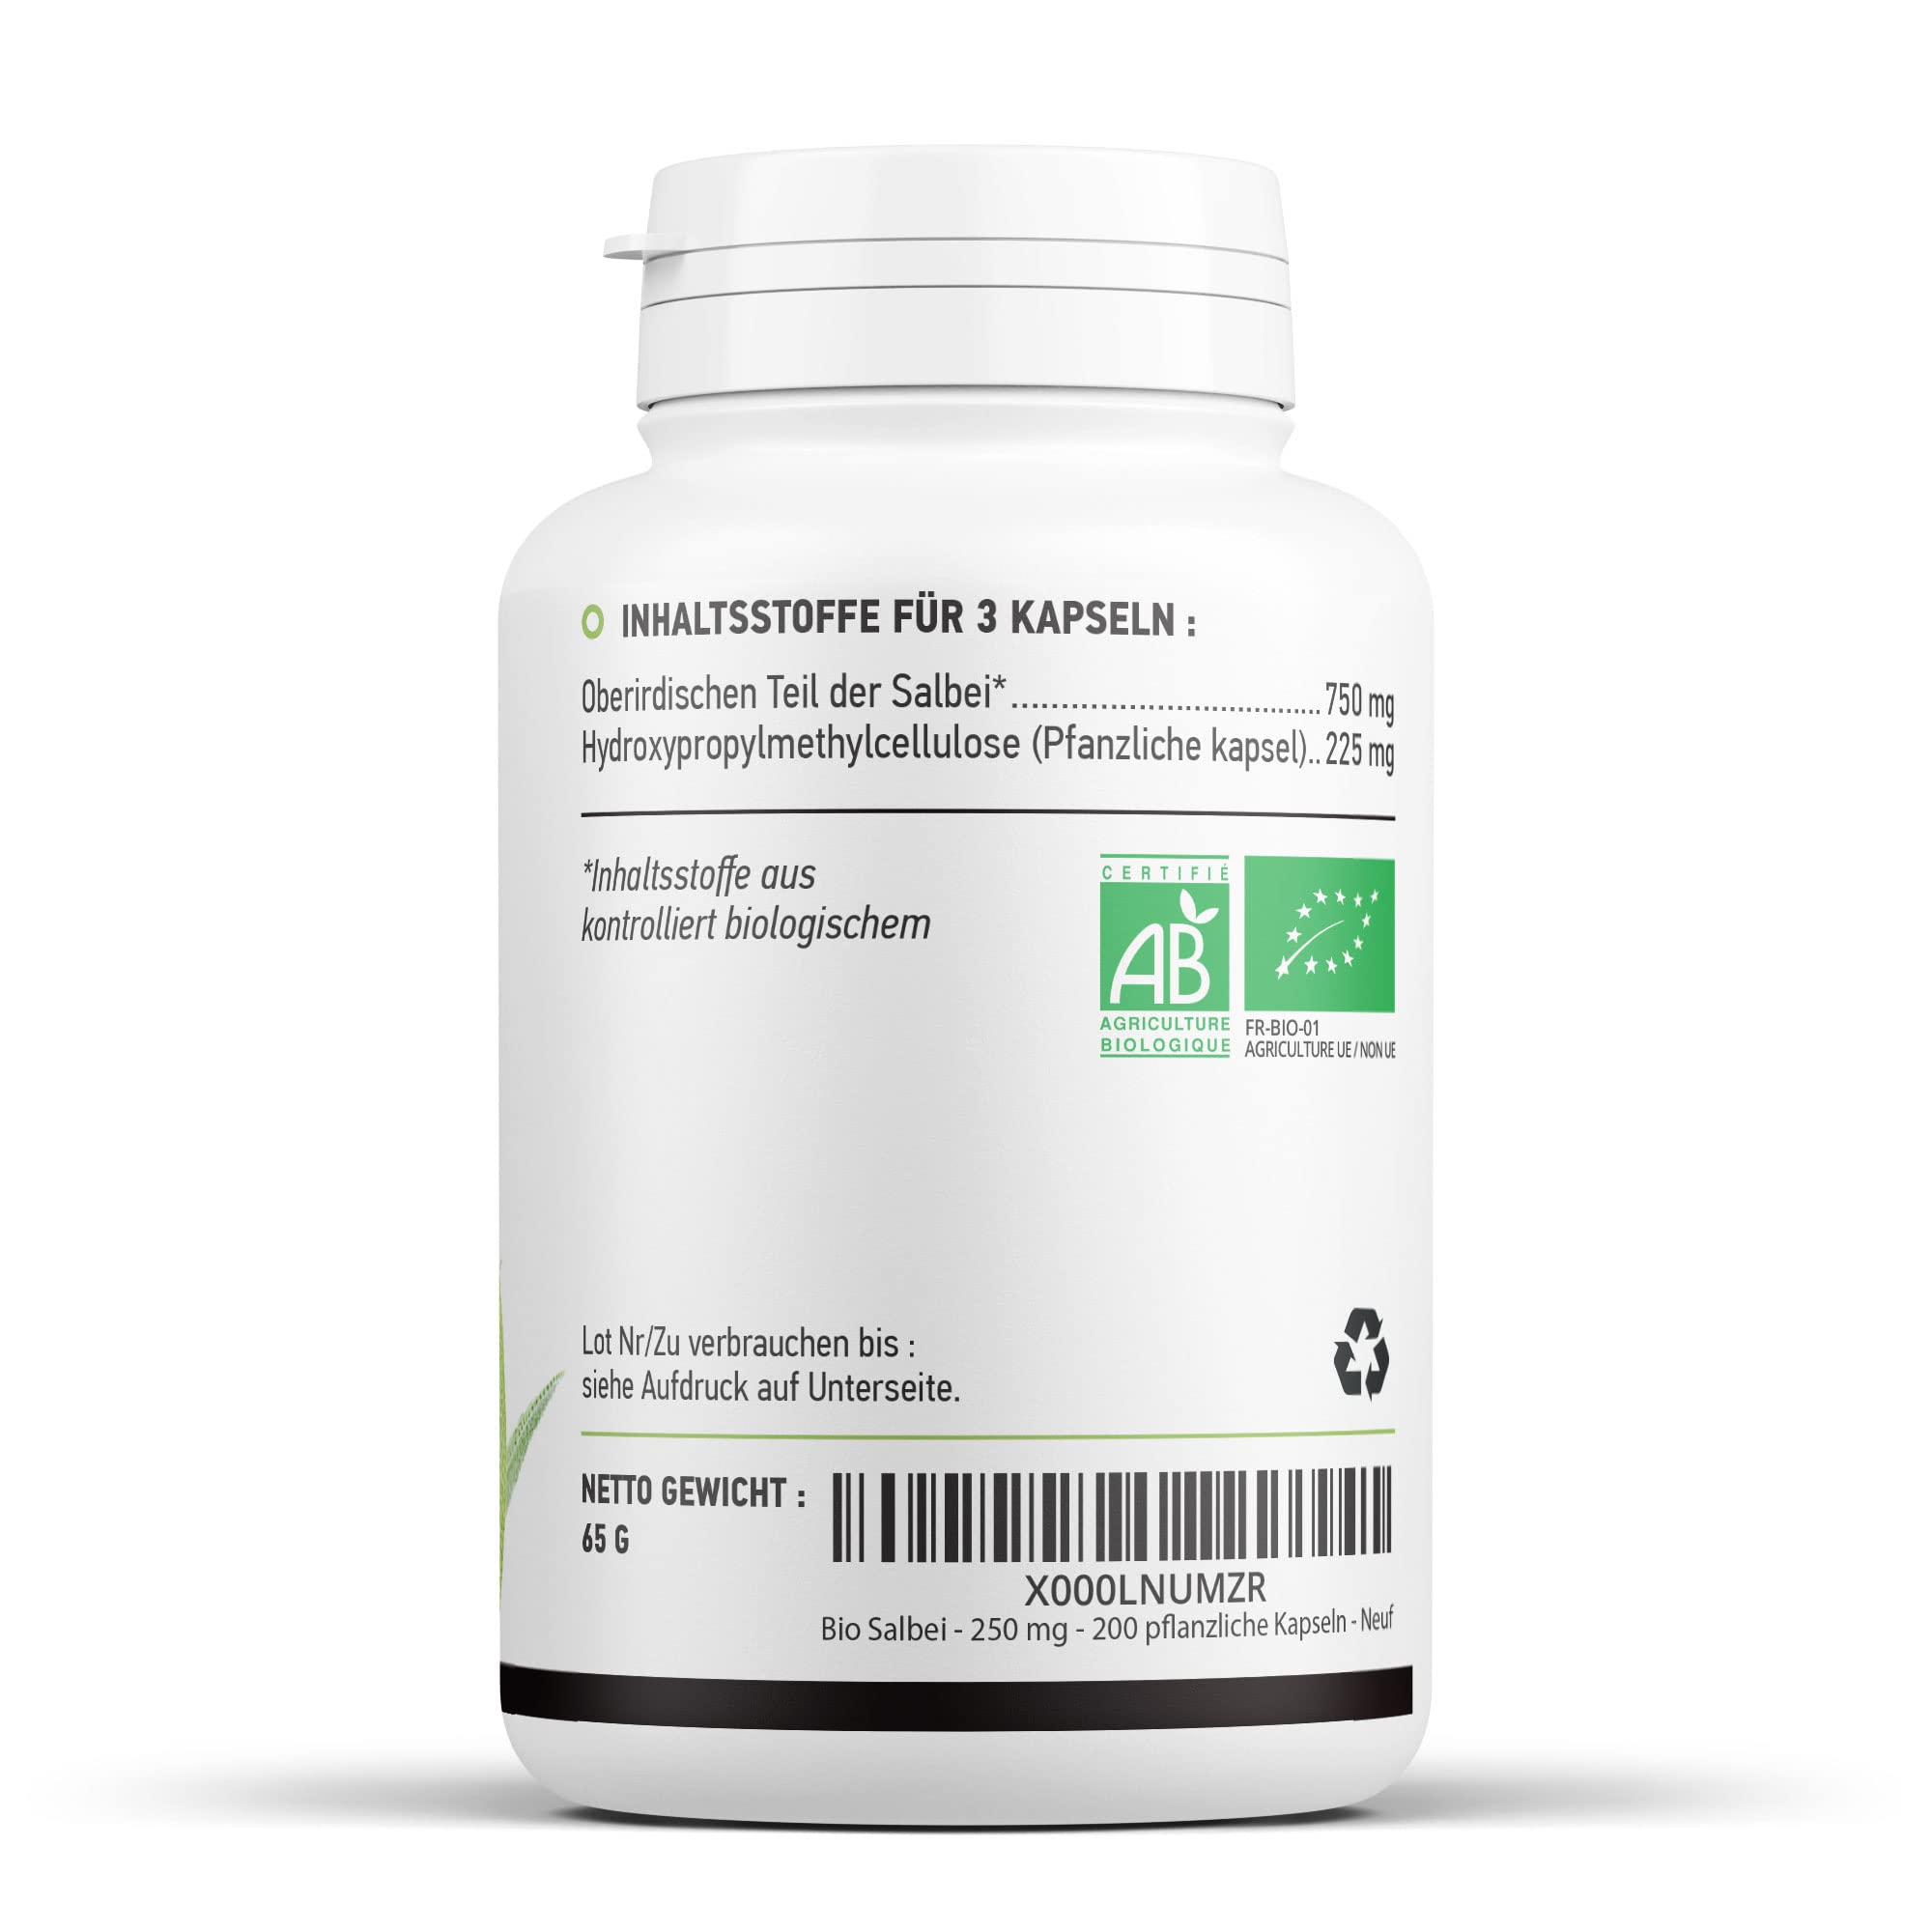 INHALTSSTOFFE FÜR 3 KAPSELN :
Oberirdischen Teil der Salbei*.................................750 mg
Hydroxypropylmethylcellulose (Pfanzliche kapsel)..225 mg
*Inhaltsstoffe aus
kontrolliert biologischem
CERTIFIÉ
AB
AGRICULTURE
BIOLOGIQUE
FR-BIO-01
AGRICULTURE UE / NON UE
Lot Nr/Zu verbrauchen bis :
siehe Aufdruck auf Unterseite.
NETTO GEWICHT :
65 G
X000LNUMZR
Bio Salbei - 250 mg - 200 pflanzliche Kapseln - Neuf